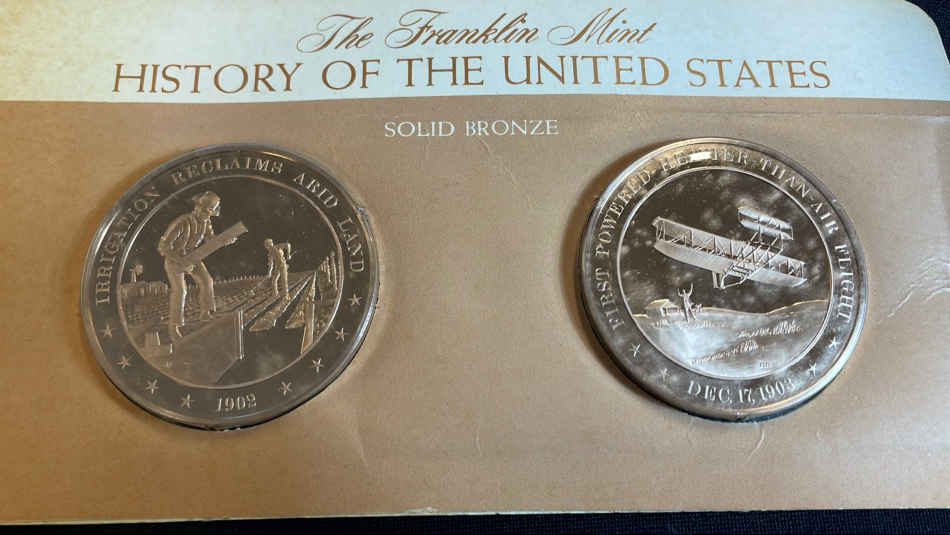 The Franklin Mint
HISTORY OF THE UNITED STATES
SOLID BRONZE
IRRIGATION RECLAIMS ARID LAND
1902
FIRST POWERED HEAVIER-THAN-AIR FLIGHT
DEC. 17, 1903